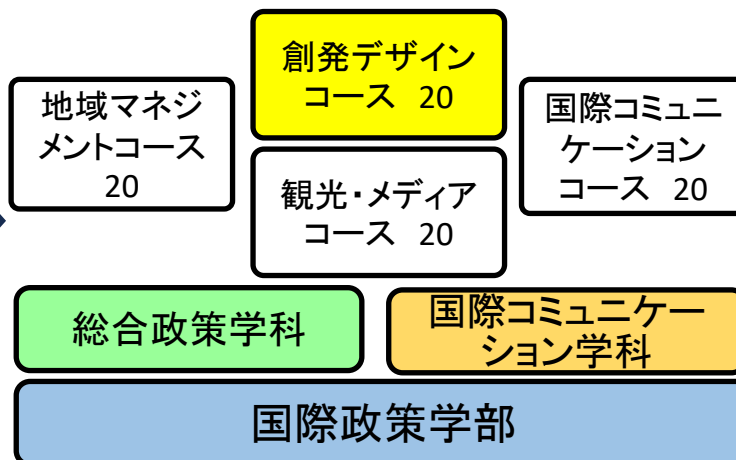 創発デザイン
コース 20
地域マネジ
メントコース
20
国際コミュニ
ケーション
コース 20
観光・メディア
コース 20
総合政策学科
国際コミュニケー
ション学科
国際政策学部